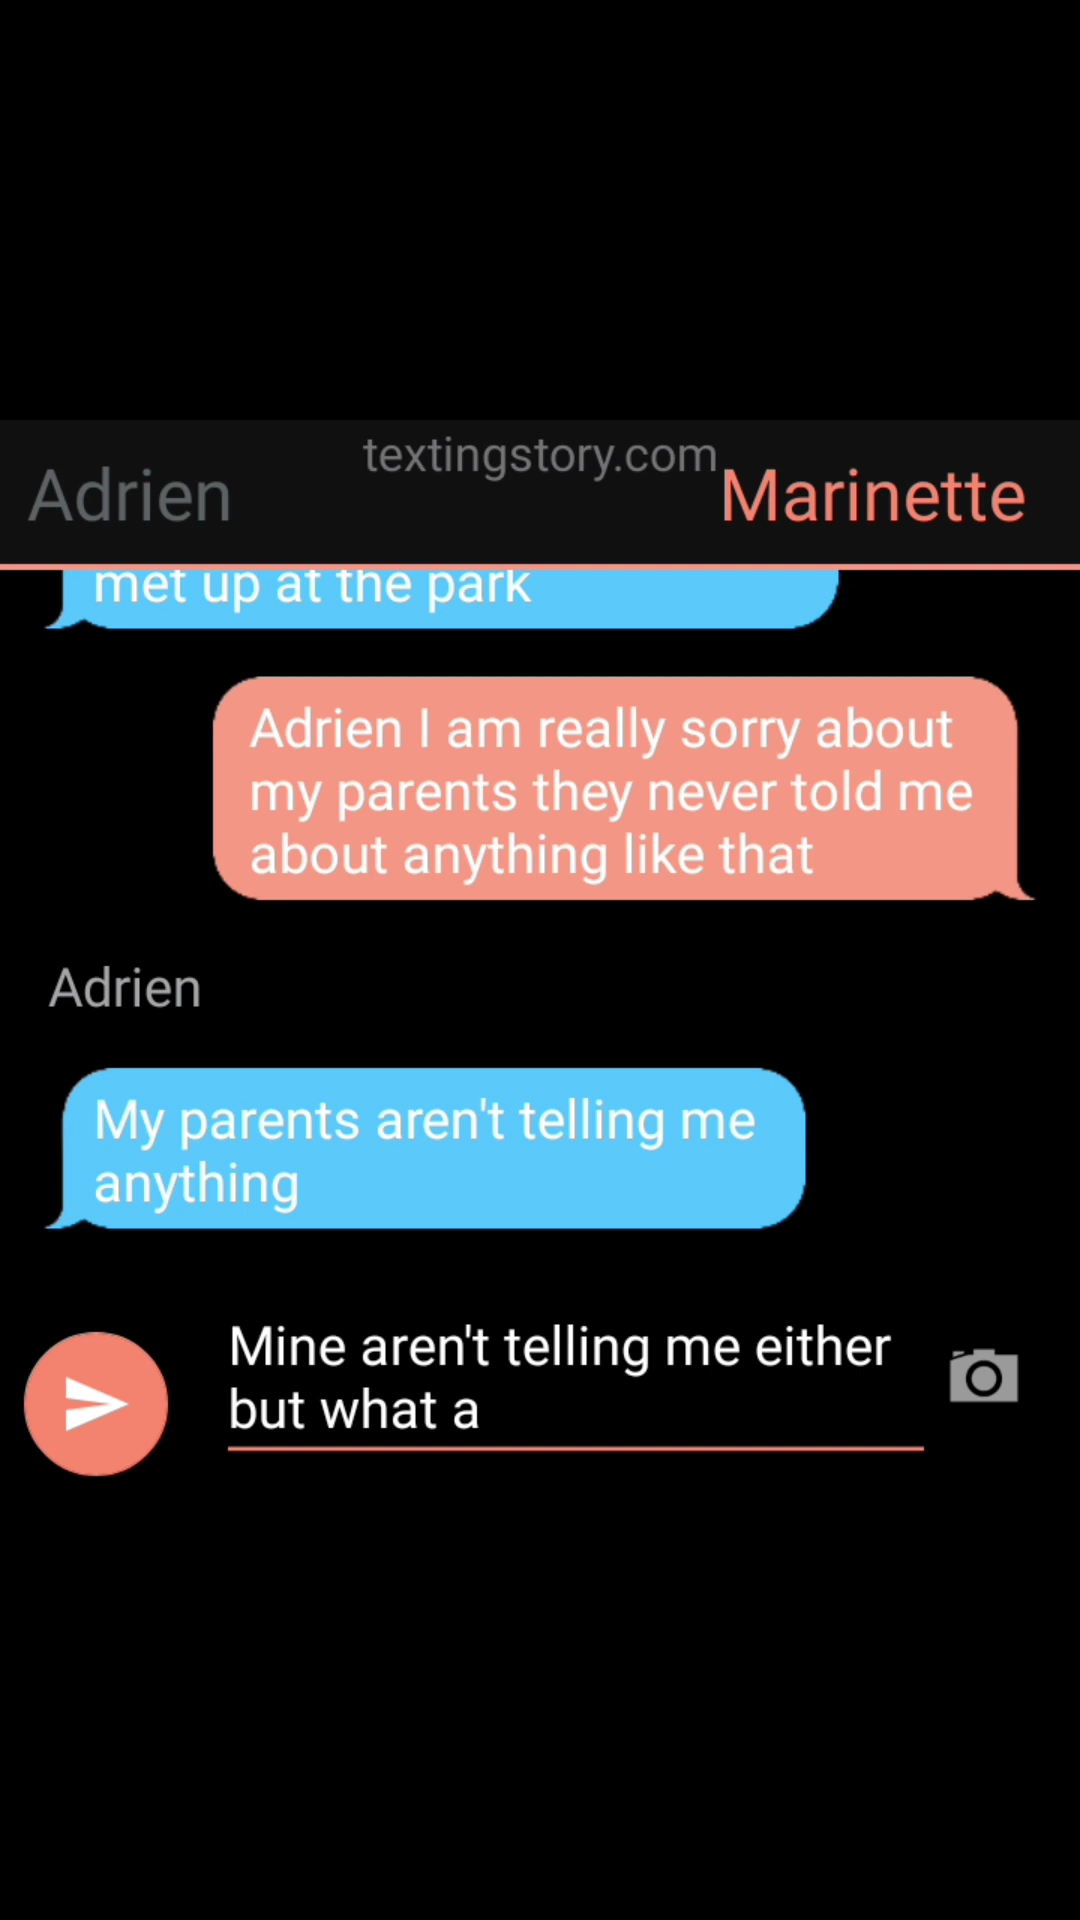 textingstory.com
Adrien
Marinette
met up at the park
Adrien I am really sorry about
my parents they never told me
about anything like that
Adrien
My parents aren't telling me
anything
Mine aren't telling me either
but what a